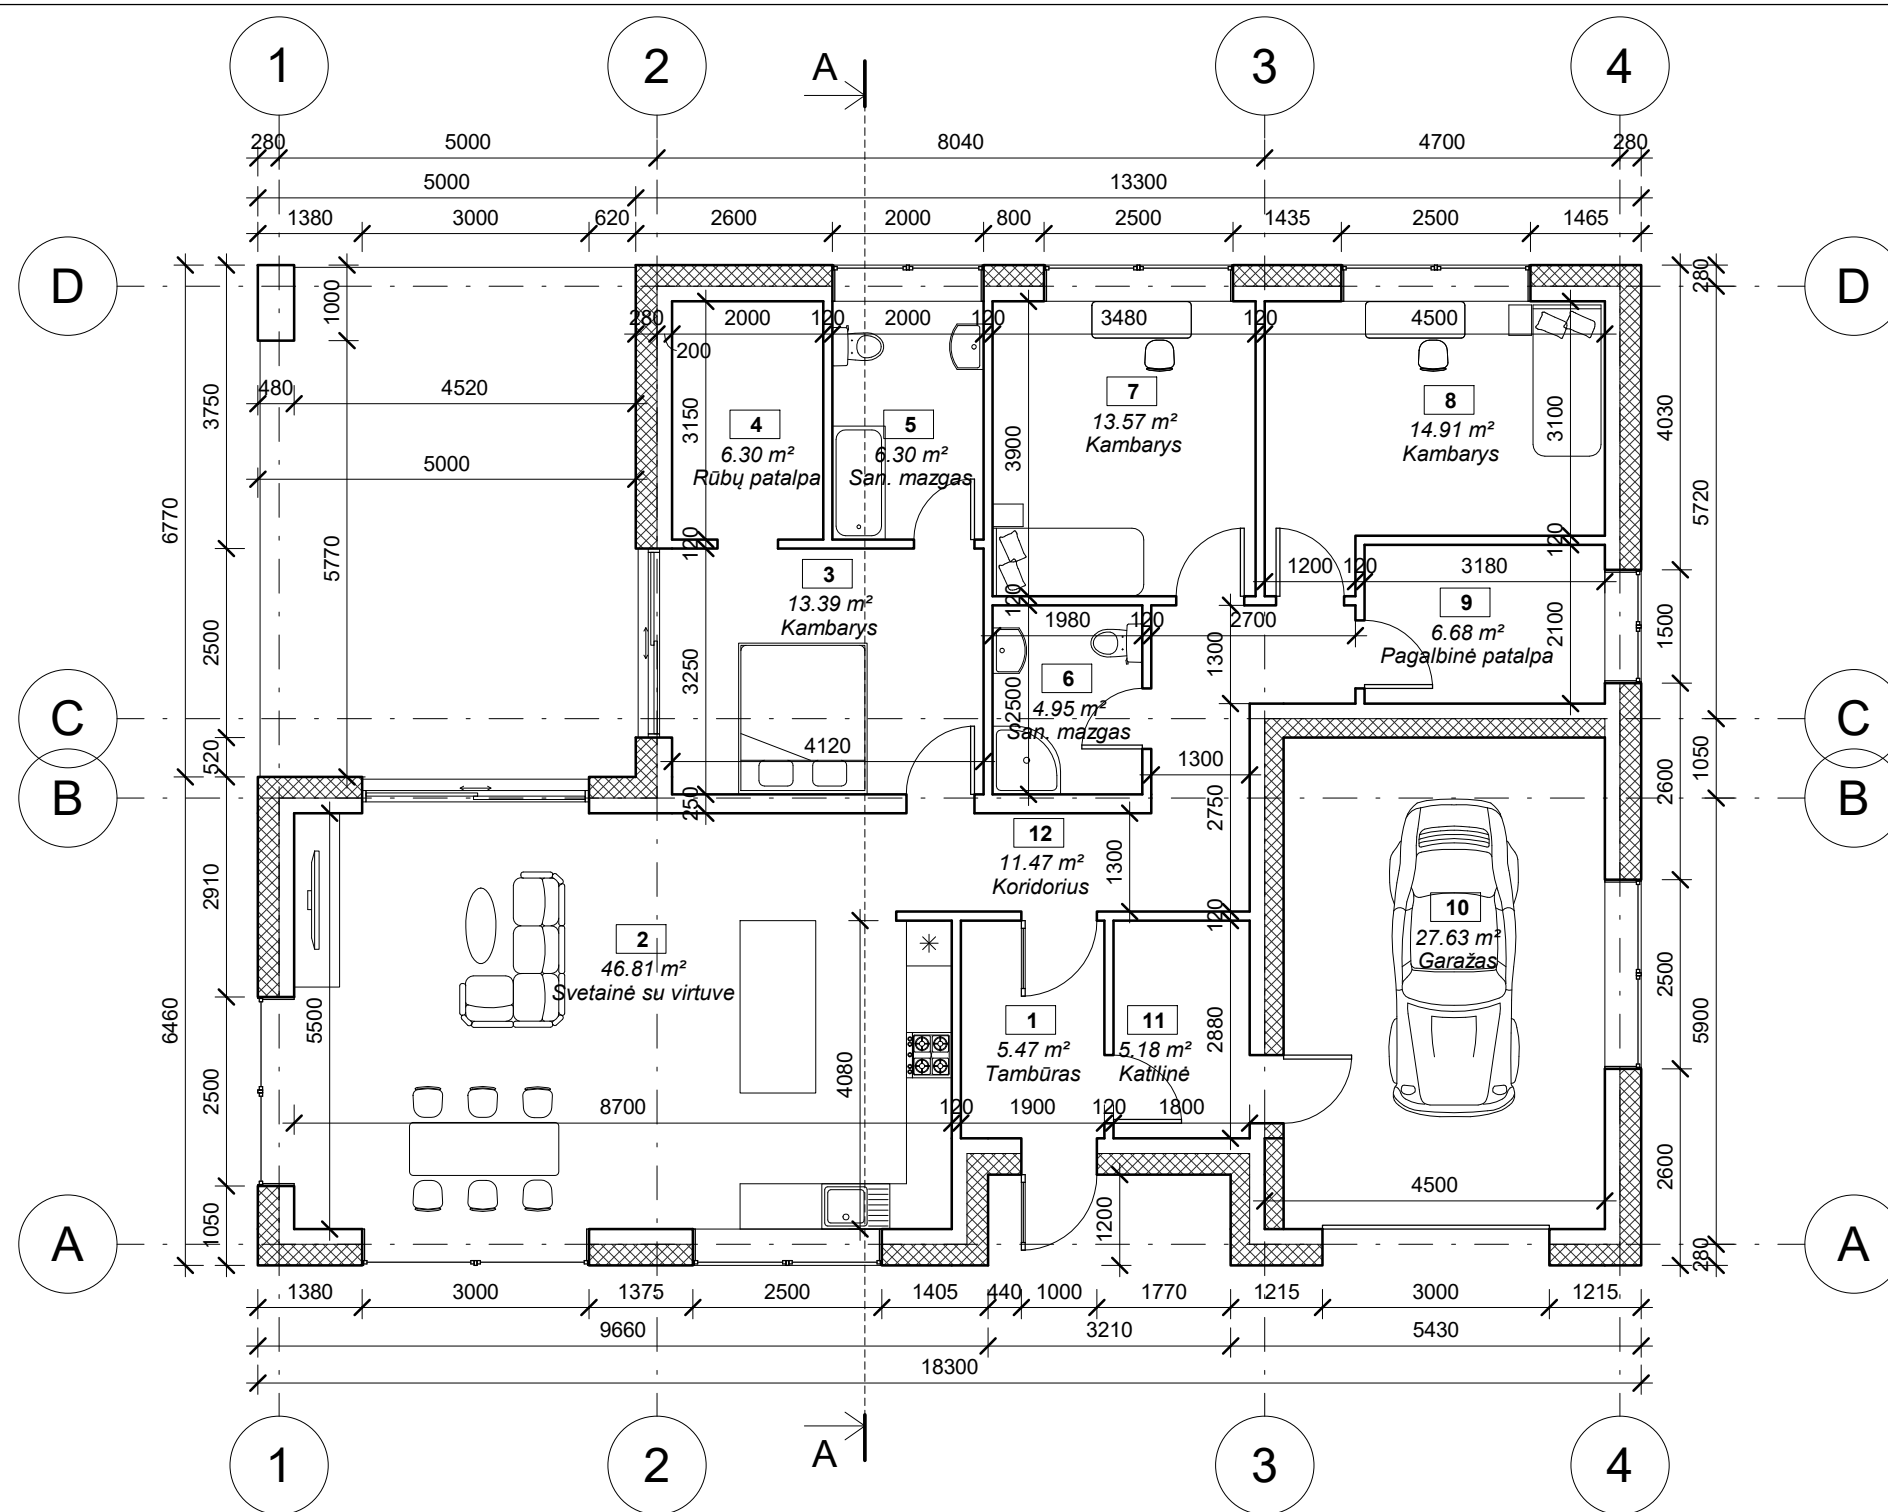 1 2 A 3 4
280 5000 8040 4700 280
5000 13300
1380 3000 620 2600 2000 800 2500 1435 2500 1465
D D
280
1000
280 2000 120 2000 120 3480 120 4500
200
480 4520
3750
3150
3900
3100
4030
4
6.30 m²
Rūbų patalpa
5
6.30 m²
San. mazgas
7
13.57 m²
Kambarys
8
14.91 m²
Kambarys
5000
6770
5770
5720
120
120
120
1200 120 3180
3
13.39 m²
Kambarys
9
6.68 m²
Pagalbinė patalpa
1980 120 2700
2500
3250
2500
1300
2100
1500
6
4.95 m²
San. mazgas
C C
520
4120
1300
2750
2600
1050
B B
250
12
11.47 m²
Koridorius
1300
2910
120
10
27.63 m²
Garažas
2
46.81 m²
Svetainė su virtuve
6460
5500
2500
4080
2880
2500
5900
1
5.47 m²
Tambūras
11
5.18 m²
Katilinė
8700 120 1900 120 1800
4500
2600
1050
1200
A A
280
1380 3000 1375 2500 1405 440 1000 1770 1215 3000 1215
9660 3210 5430
18300
1 2 A 3 4